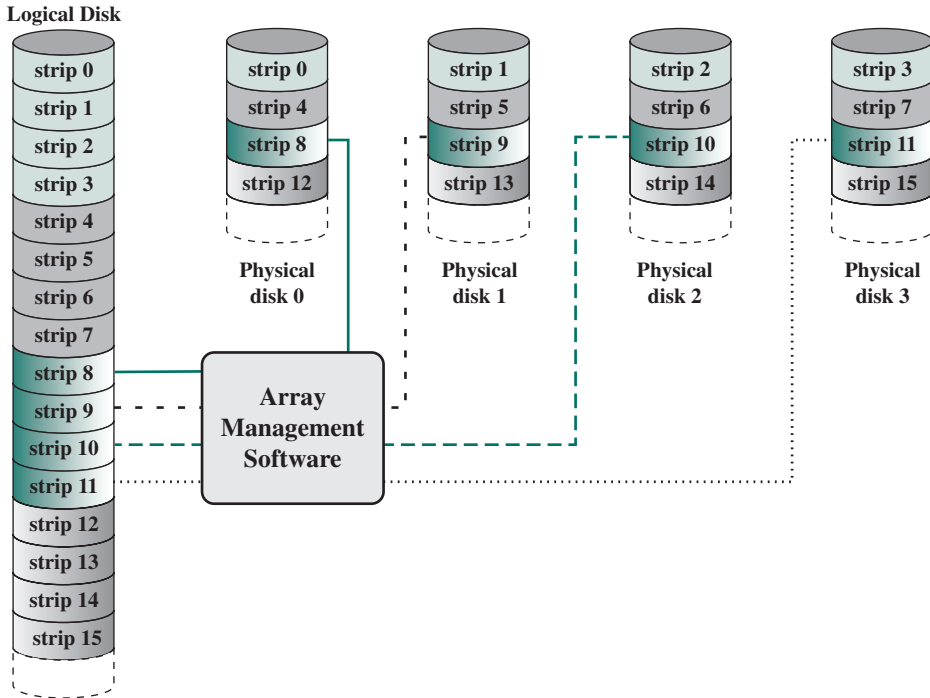 Logical Disk
strip 0
strip 1
strip 2
strip 3
strip 4
strip 5
strip 6
strip 7
strip 8
strip 9
strip 10
strip 11
strip 12
strip 13
strip 14
strip 15
strip 0
strip 4
strip 8
strip 12
Physical
disk 0
strip 1
strip 5
strip 9
strip 13
Physical
disk 1
strip 2
strip 6
strip 10
strip 14
Physical
disk 2
strip 3
strip 7
strip 11
strip 15
Physical
disk 3
Array
Management
Software